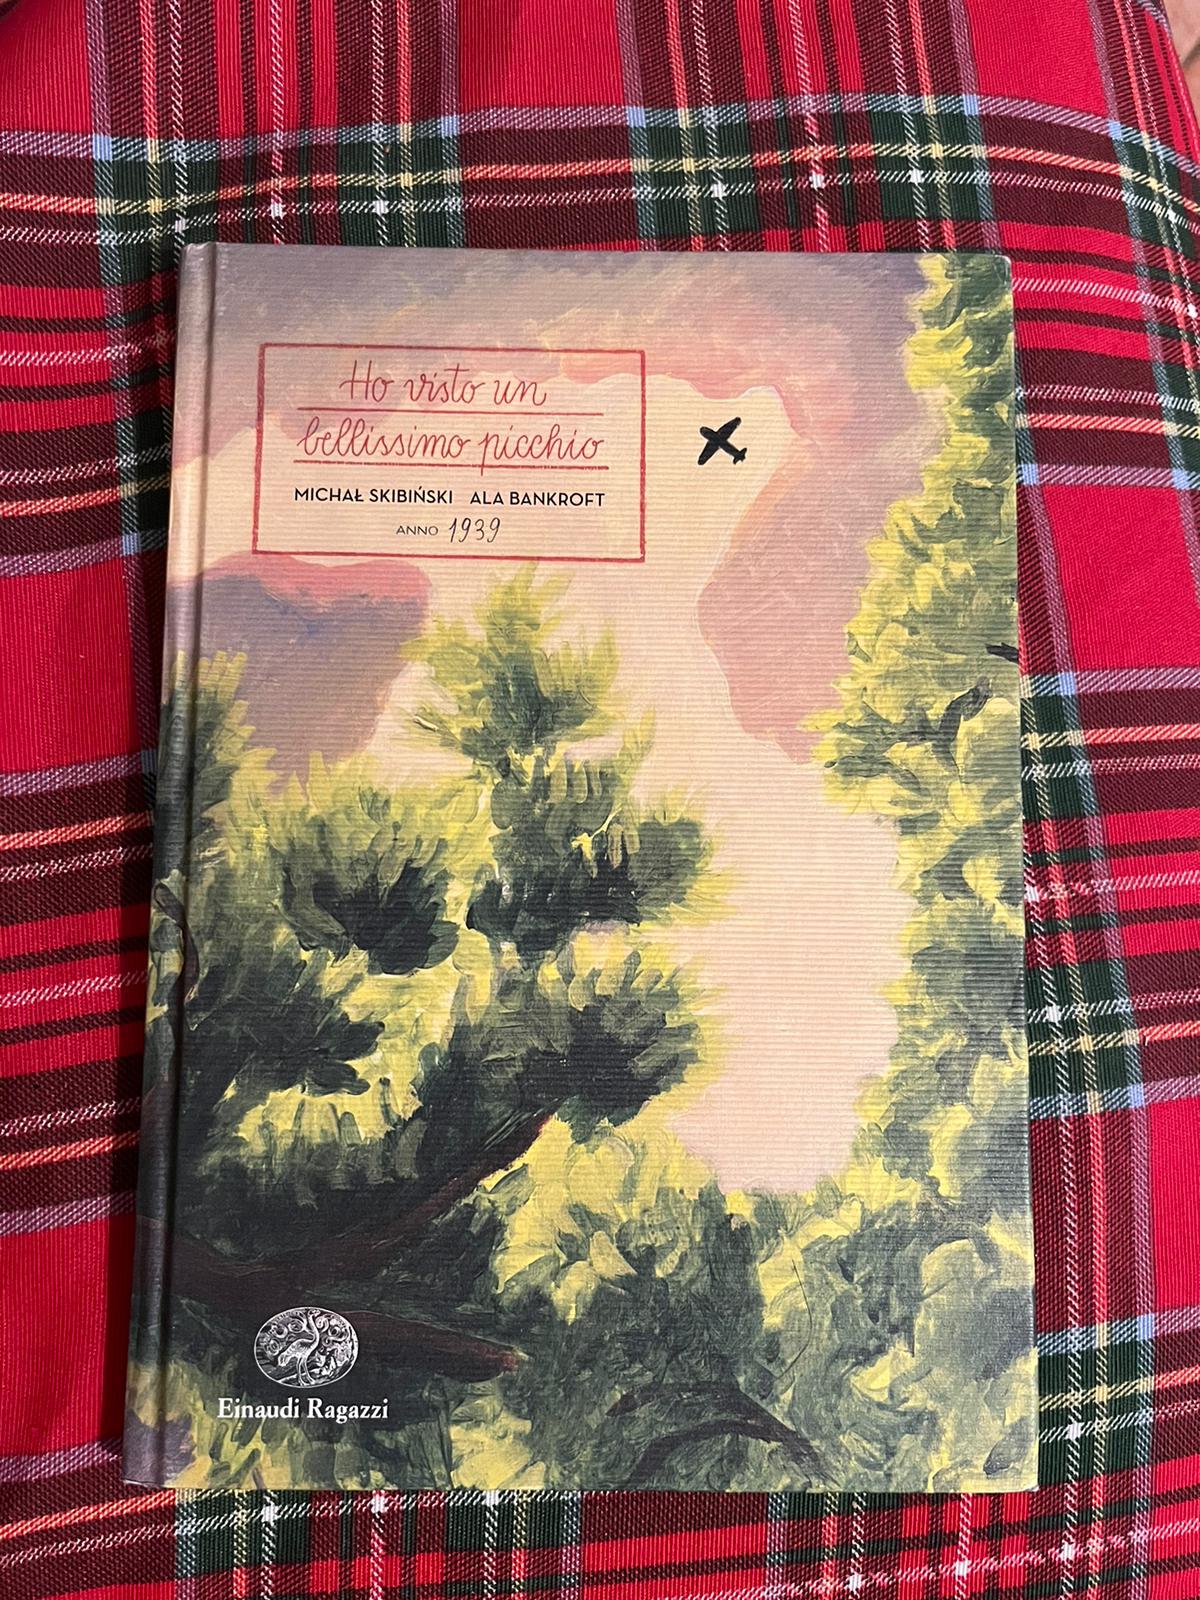 Ho visto un
bellissimo picchio
MICHAŁ SKIBIŃSKI ALA BANKROFT
ANNO 1939
Einaudi Ragazzi